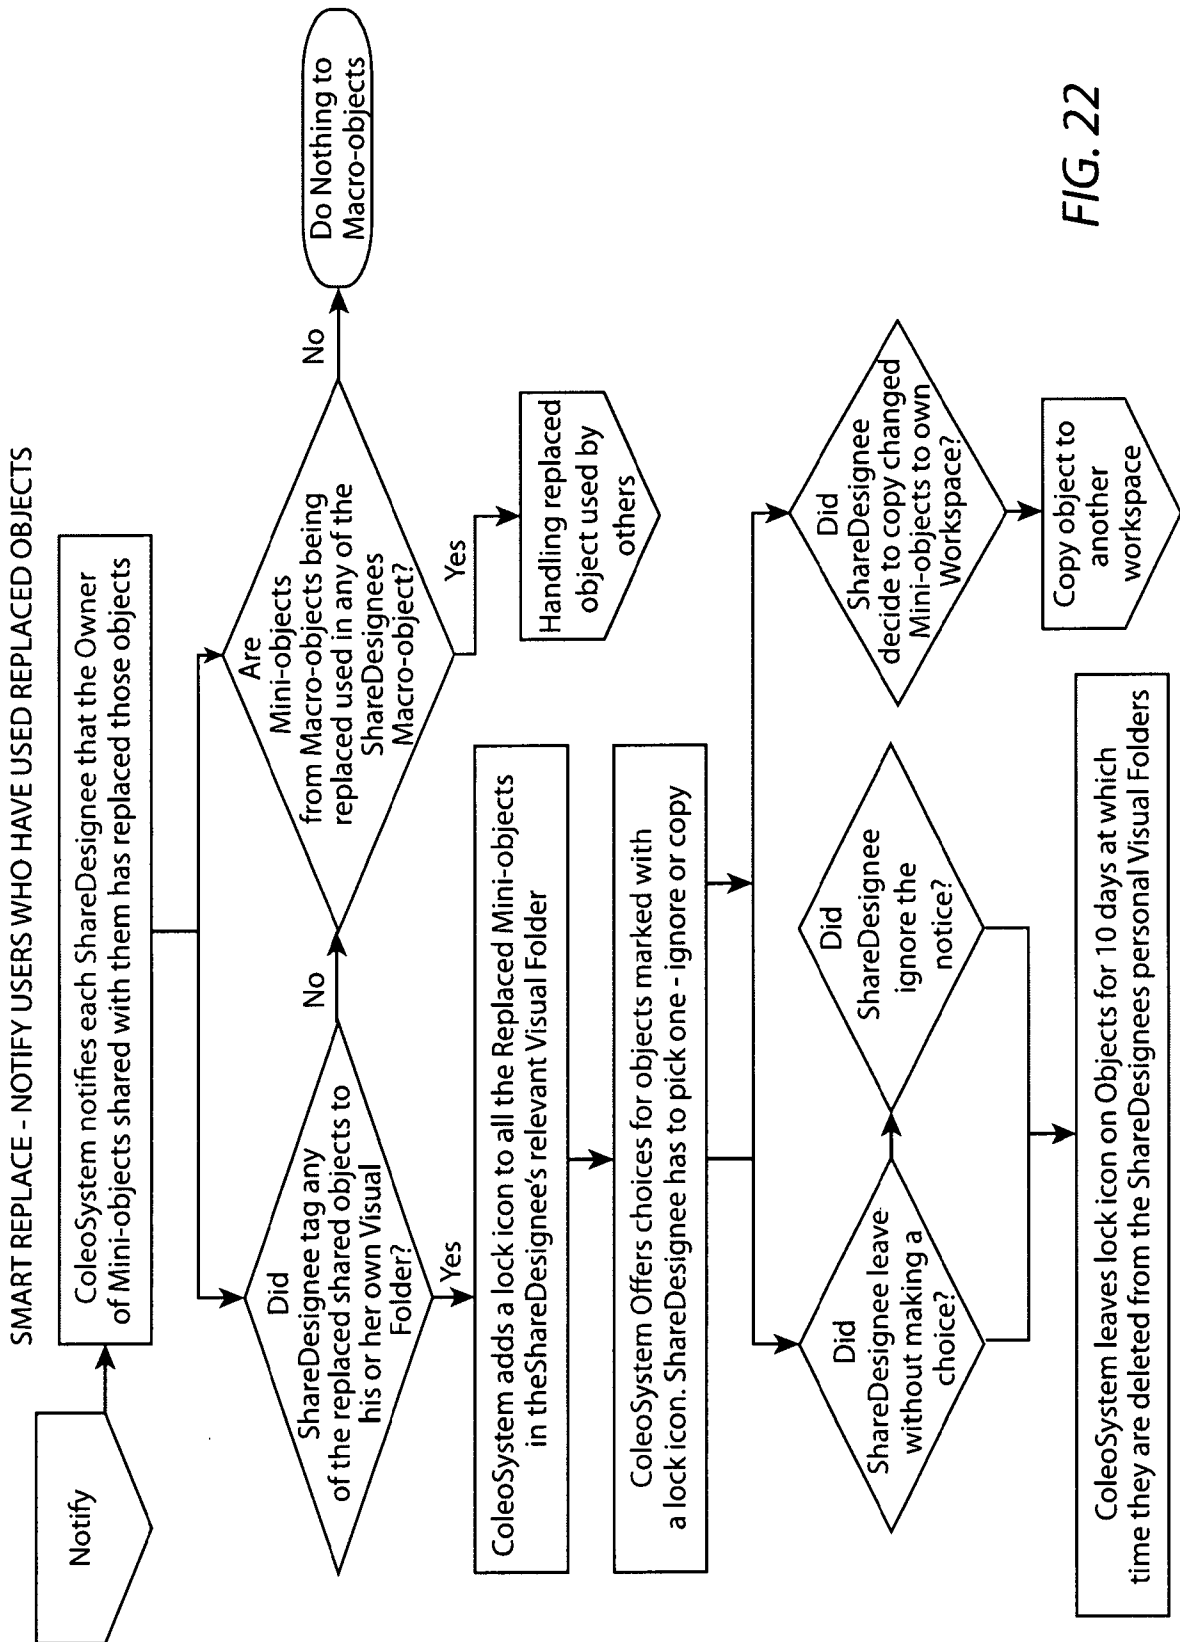 SMART REPLACE - NOTIFY USERS WHO HAVE USED REPLACED OBJECTS
Notify
ColeoSystem notifies each ShareDesignee that the Owner
of Mini-objects shared with them has replaced those objects
Did
ShareDesignee tag any
of the replaced shared objects to
his or her own Visual
Folder?
No
Yes
Are
Mini-objects
from Macro-objects being
replaced used in any of the
ShareDesignees
Macro-object?
No
Yes
Do Nothing to
Macro-objects
Handling replaced
object used by
others
ColeoSystem adds a lock icon to all the Replaced Mini-objects
in theShareDesignee's relevant Visual Folder
ColeoSystem Offers choices for objects marked with
a lock icon. ShareDesignee has to pick one - ignore or copy
Did
ShareDesignee leave
without making a
choice?
Did
ShareDesignee
ignore the
notice?
Did
ShareDesignee
decide to copy changed
Mini-objects to own
Workspace?
Copy object to
another
workspace
ColeoSystem leaves lock icon on Objects for 10 days at which
time they are deleted from the ShareDesignees personal Visual Folders
FIG. 22